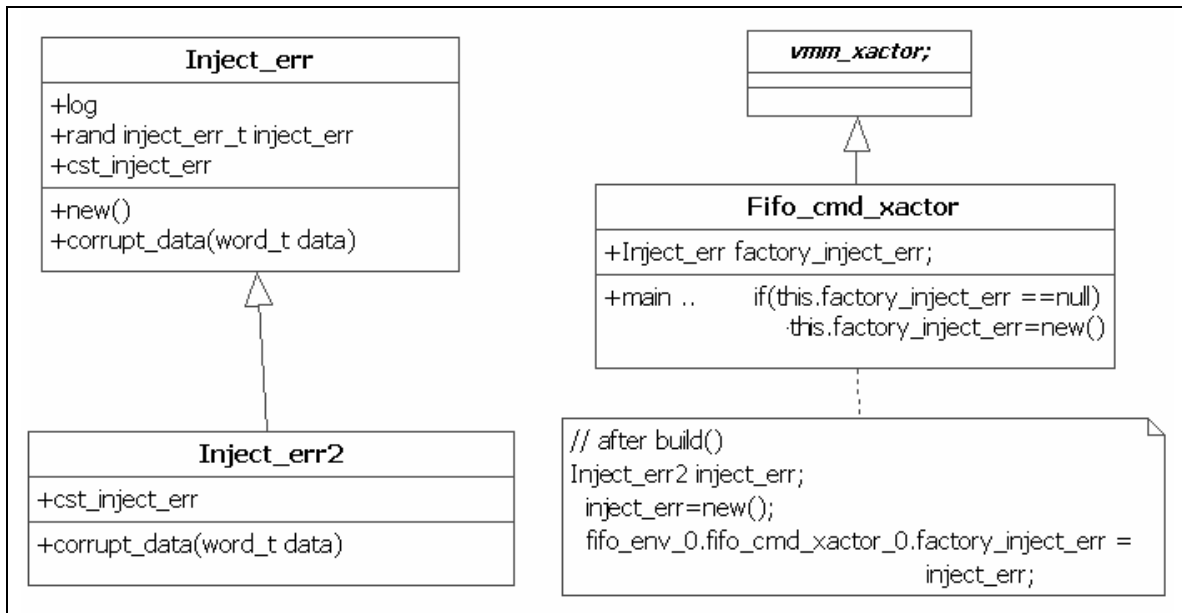 Inject_err
+log
+rand inject_err_t inject_err
+cst_inject_err
+new()
+corrupt_data(word_t data)
Inject_err2
+cst_inject_err
+corrupt_data(word_t data)
vmm_xactor;
Fifo_cmd_xactor
+Inject_err factory_inject_err;
+main .. if(this.factory_inject_err ==null)
this.factory_inject_err=new()
// after build()
Inject_err2 inject_err;
inject_err=new();
fifo_env_0.fifo_cmd_xactor_0.factory_inject_err =
inject_err;